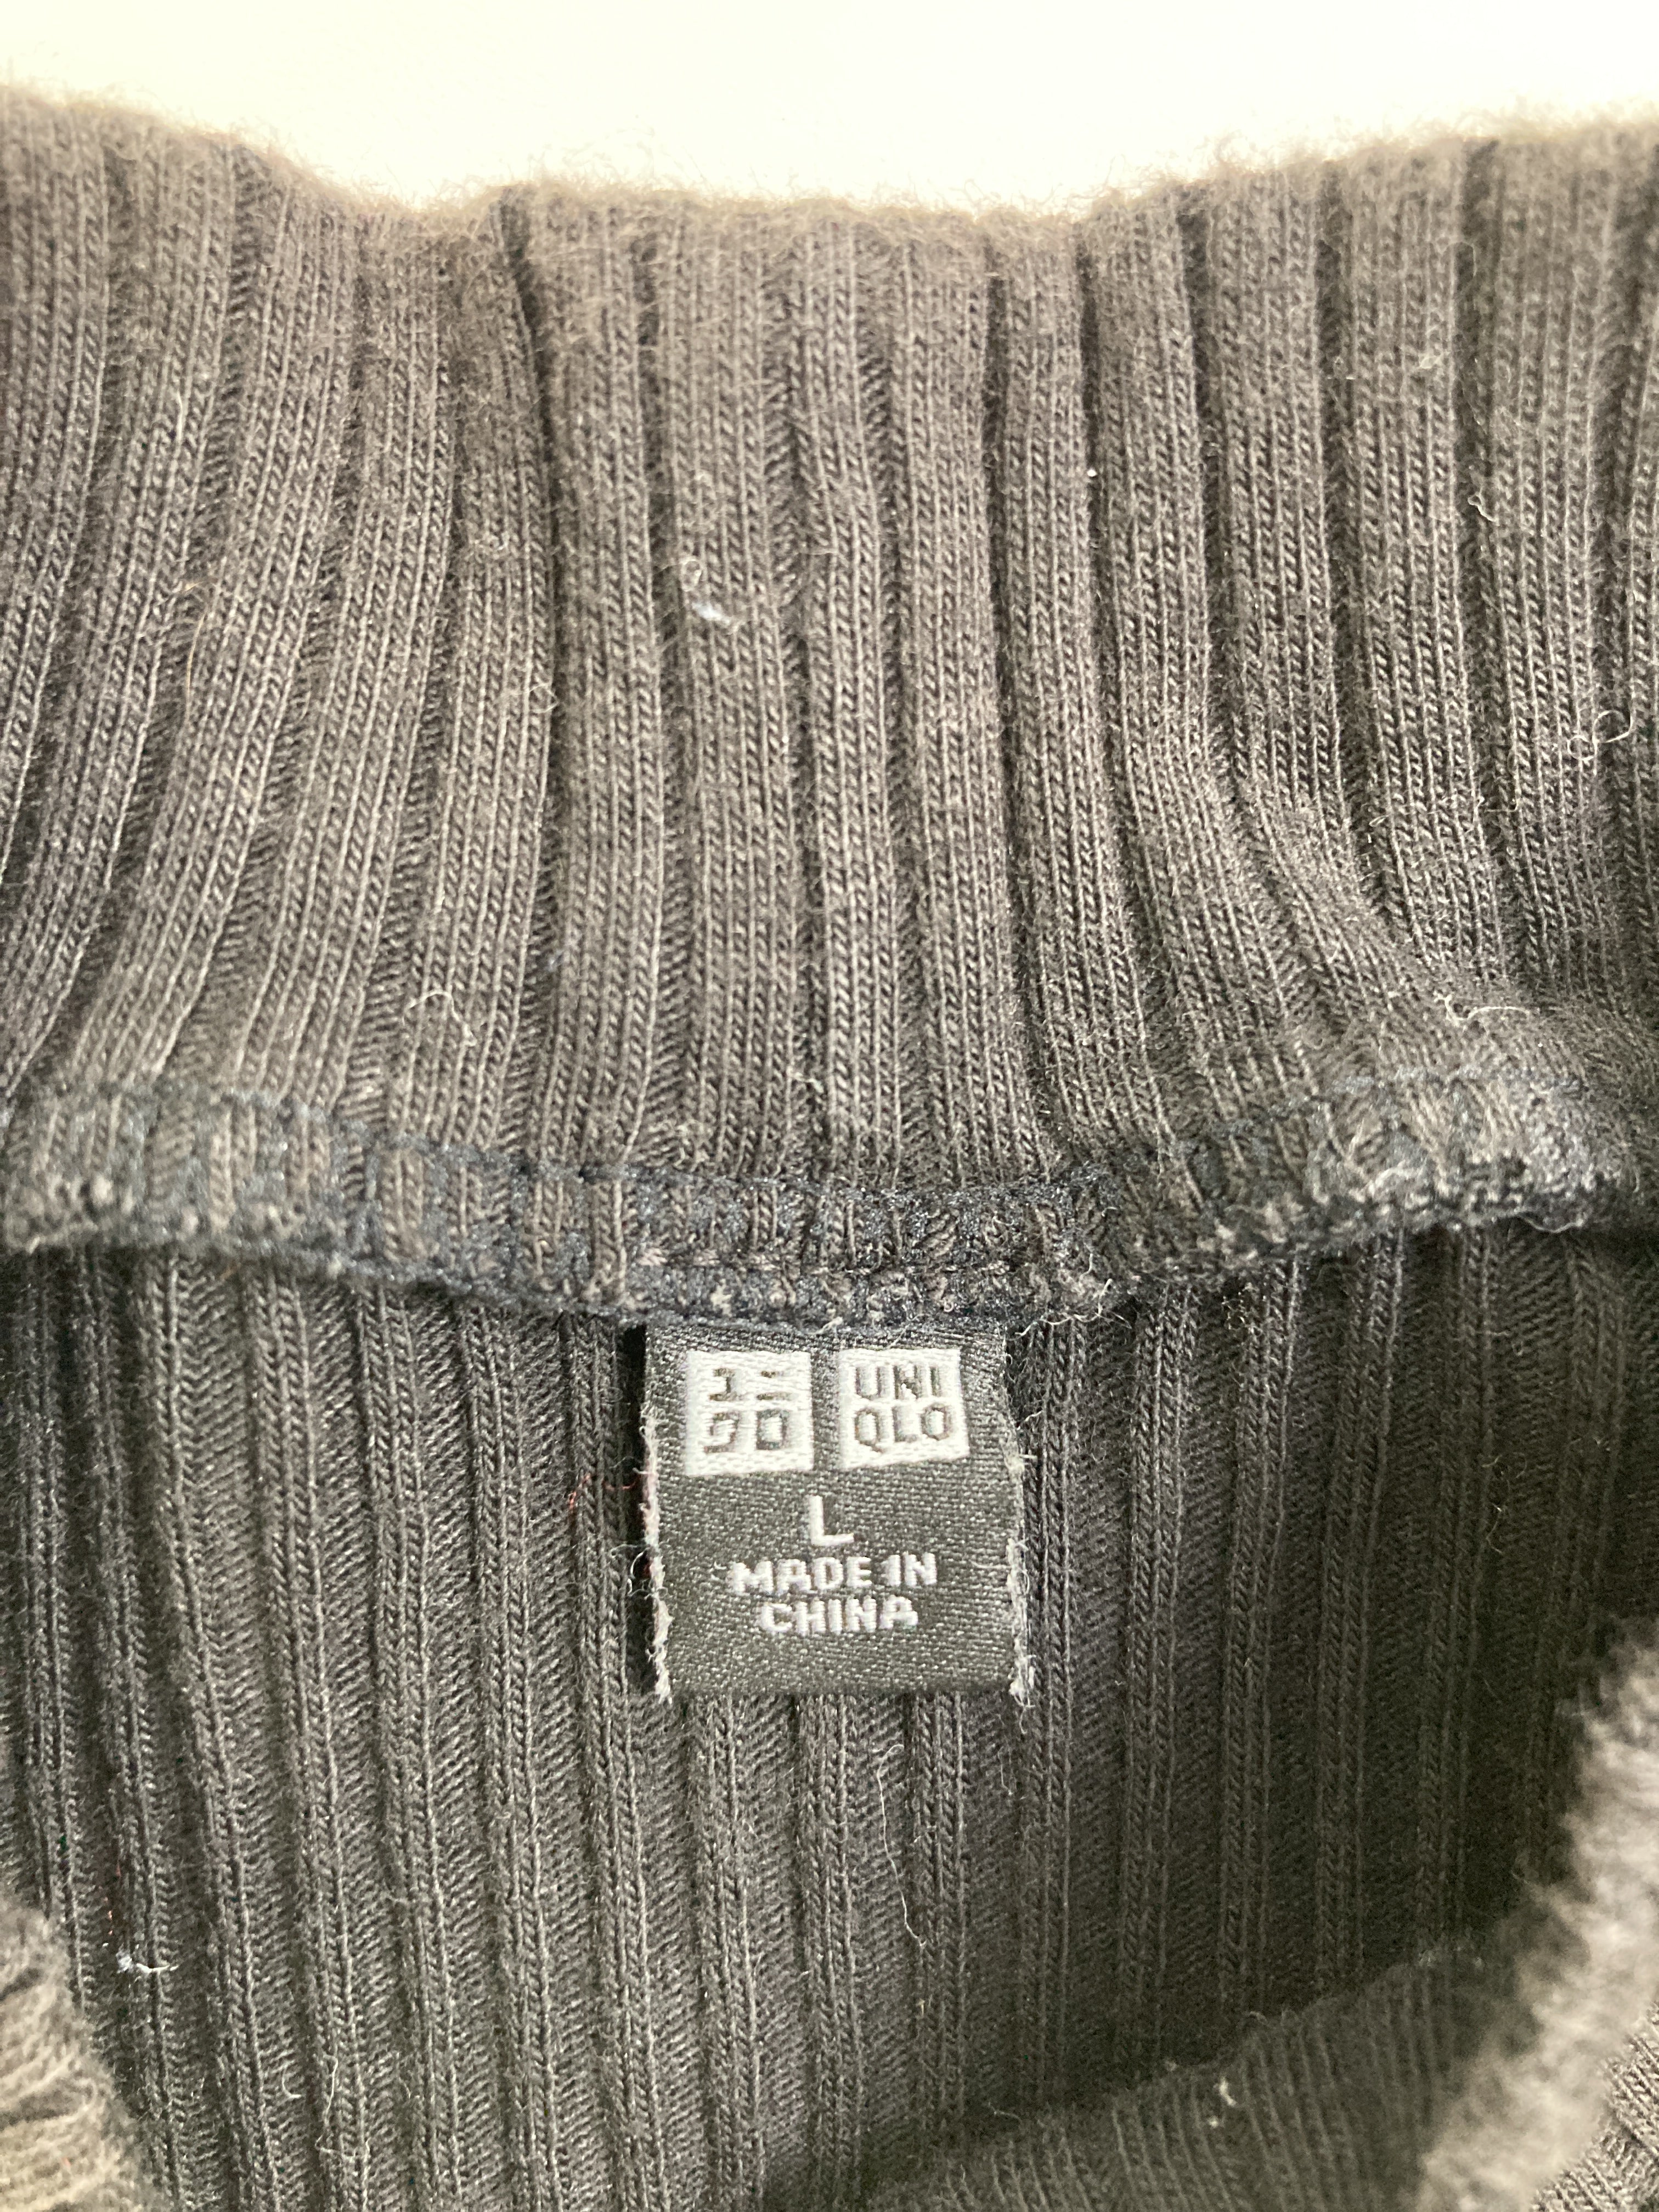 ユニ UNI
クロ QLO
L
MADE IN
CHINA